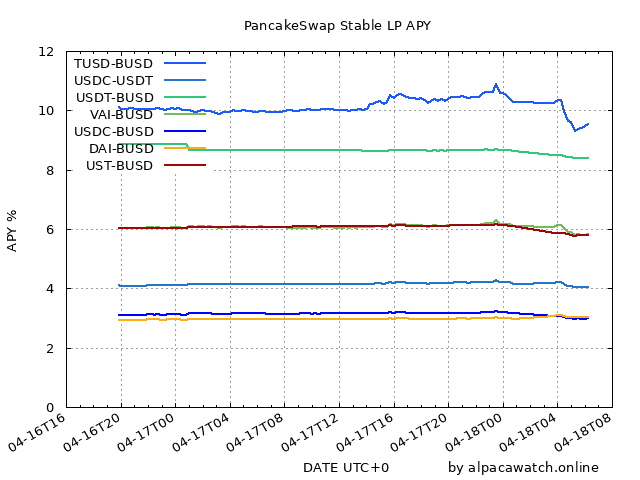 PancakeSwap Stable LP APY
12
10
8
6
4
2
0
APY %
TUSD-BUSD
USDC-USDT
USDT-BUSD
VAI-BUSD
USDC-BUSD
DAI-BUSD
UST-BUSD
04-16T16
04-16T20
04-17T00
04-17T04
04-17T08
04-17T12
04-17T16
04-17T20
04-18T00
04-18T04
04-18T08
DATE UTC+0
by alpacawatch.online